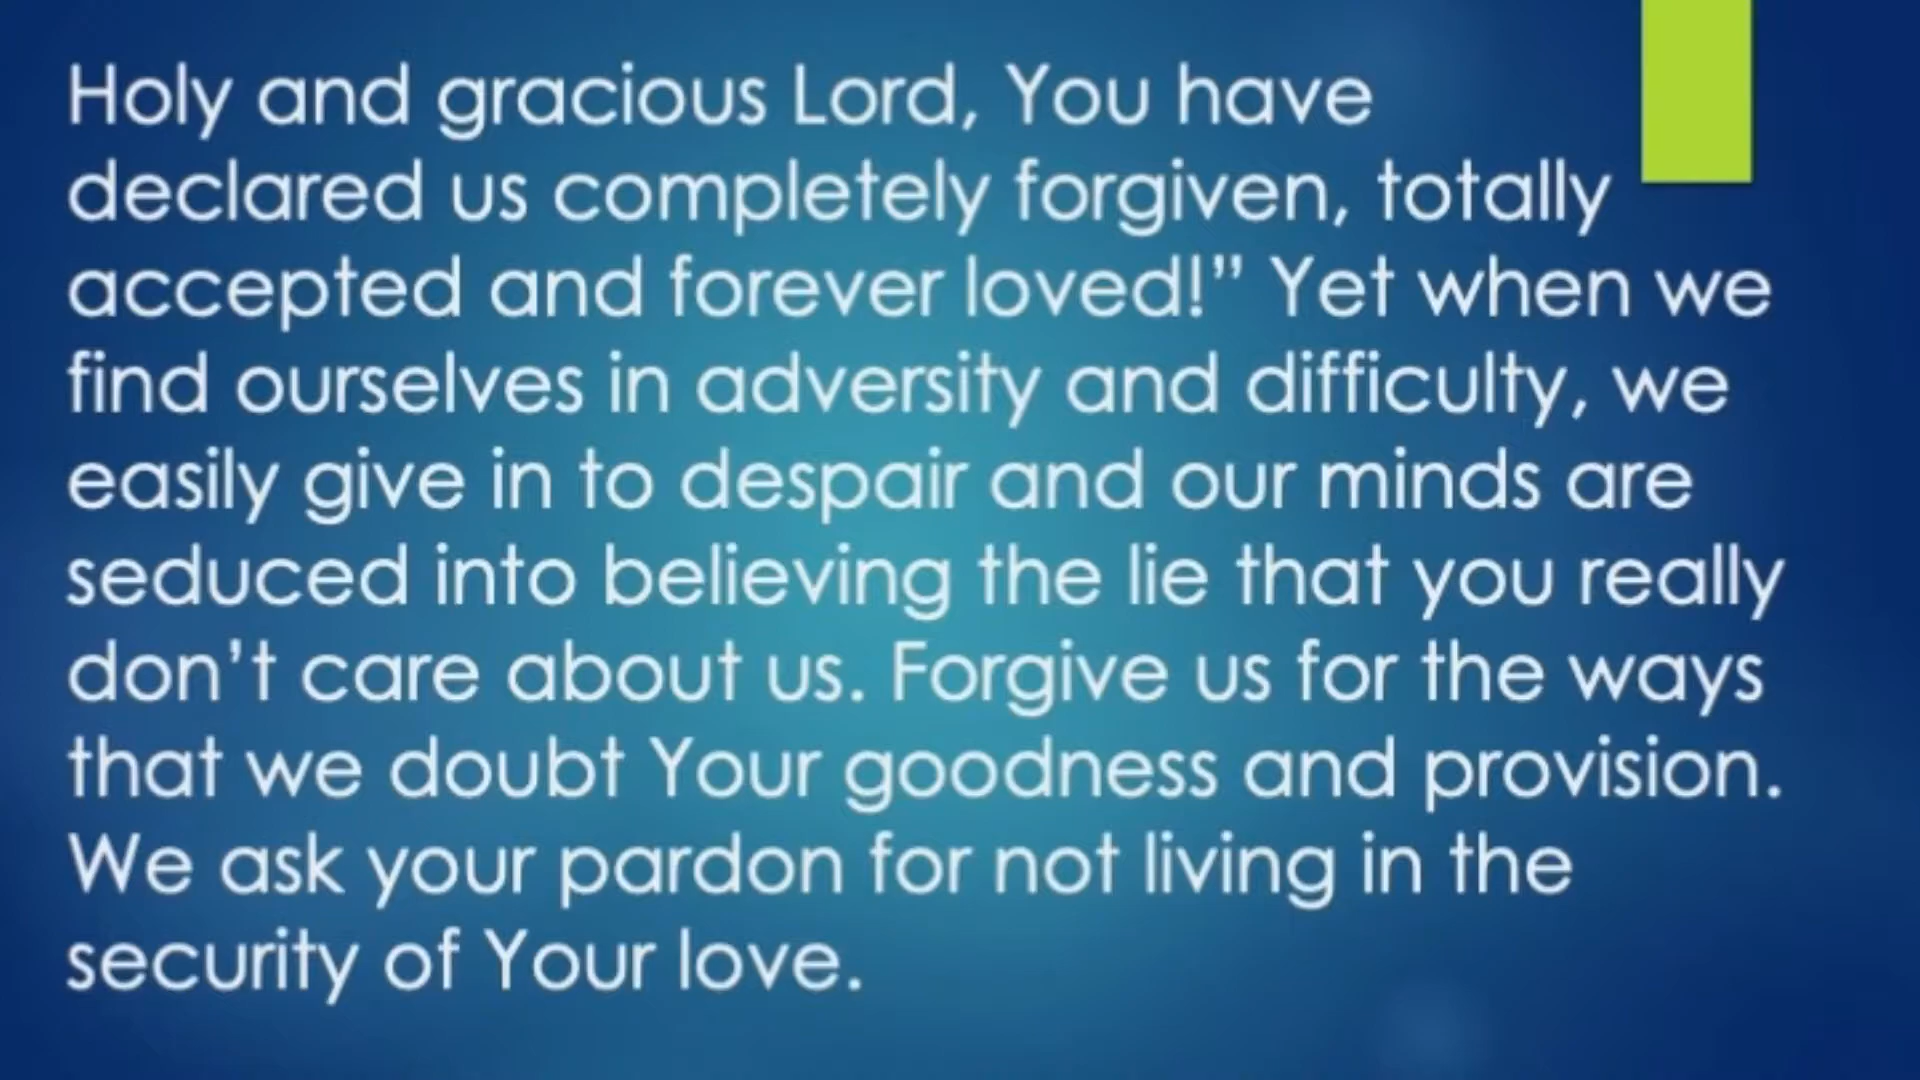 Holy and gracious Lord, You have
declared us completely forgiven, totally
accepted and forever loved!” Yet when we
find ourselves in adversity and difficulty, we
easily give in to despair and our minds are
seduced into believing the lie that you really
don’t care about us. Forgive us for the ways
that we doubt Your goodness and provision.
We ask your pardon for not living in the
security of Your love.